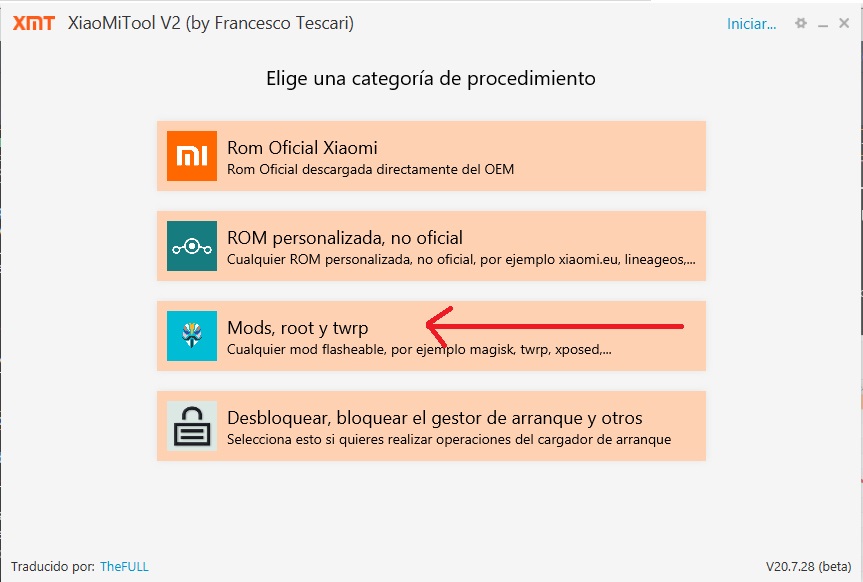 XMT XiaoMiTool V2 (by Francesco Tescari) Iniciar...
Elige una categoría de procedimiento
Rom Oficial Xiaomi
Rom Oficial descargada directamente del OEM
ROM personalizada, no oficial
Cualquier ROM personalizada, no oficial, por ejemplo xiaomi.eu, lineageos,...
Mods, root y twrp
Cualquier mod flasheable, por ejemplo magisk, twrp, xposed,...
Desbloquear, bloquear el gestor de arranque y otros
Selecciona esto si quieres realizar operaciones del cargador de arranque
Traducido por: TheFULL V20.7.28 (beta)